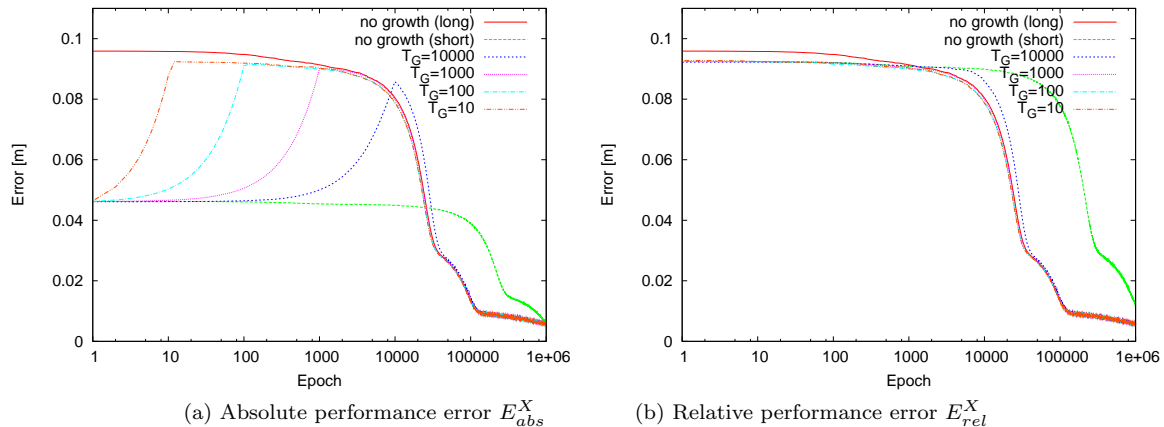 no growth (long)
no growth (short)
T_G=10000
T_G=1000
T_G=100
T_G=10
0.1
0.08
0.06
0.04
0.02
0
Error [m]
1 10 100 1000 10000 100000 1e+06
Epoch
(a) Absolute performance error E^X_abs
no growth (long)
no growth (short)
T_G=10000
T_G=1000
T_G=100
T_G=10
0.1
0.08
0.06
0.04
0.02
0
Error [m]
1 10 100 1000 10000 100000 1e+06
Epoch
(b) Relative performance error E^X_rel